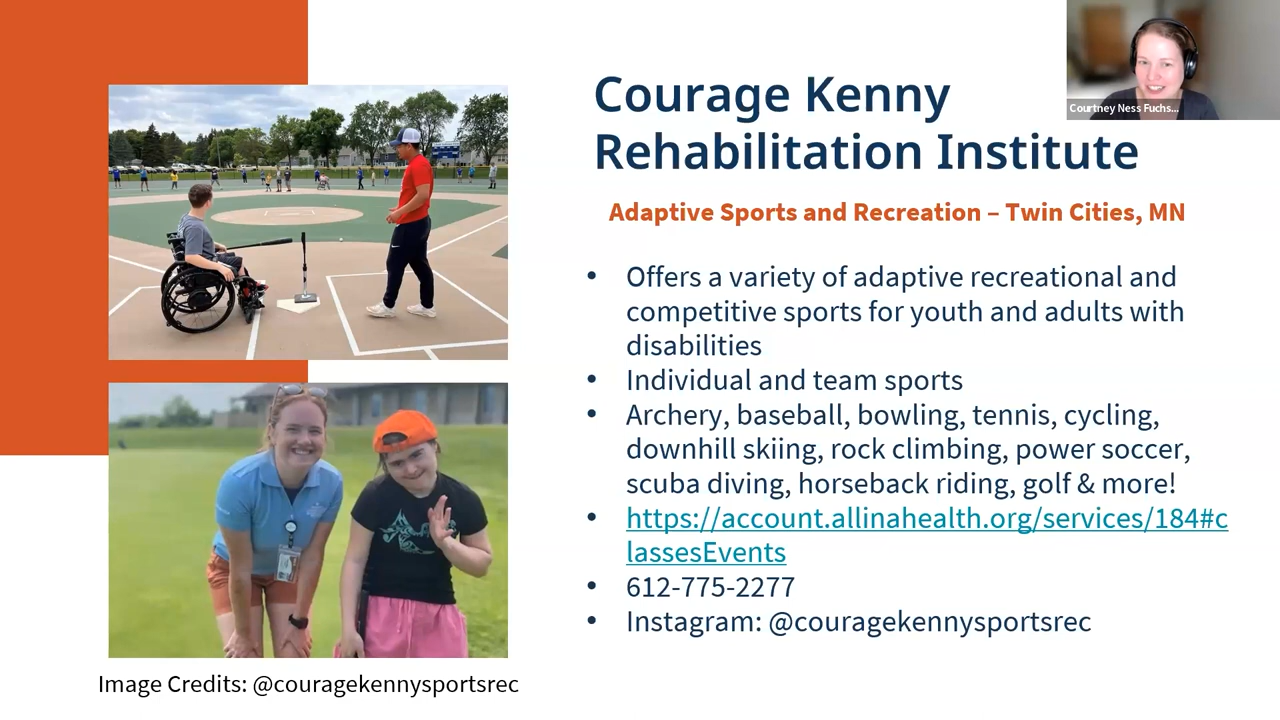 Courage Kenny
Rehabilitation Institute
Courtney Ness Fuchs...
Adaptive Sports and Recreation – Twin Cities, MN
• Offers a variety of adaptive recreational and
competitive sports for youth and adults with
disabilities
• Individual and team sports
• Archery, baseball, bowling, tennis, cycling,
downhill skiing, rock climbing, power soccer,
scuba diving, horseback riding, golf & more!
• https://account.allinahealth.org/services/184#c
lassesEvents
• 612-775-2277
• Instagram: @couragekennysportsrec
Image Credits: @couragekennysportsrec